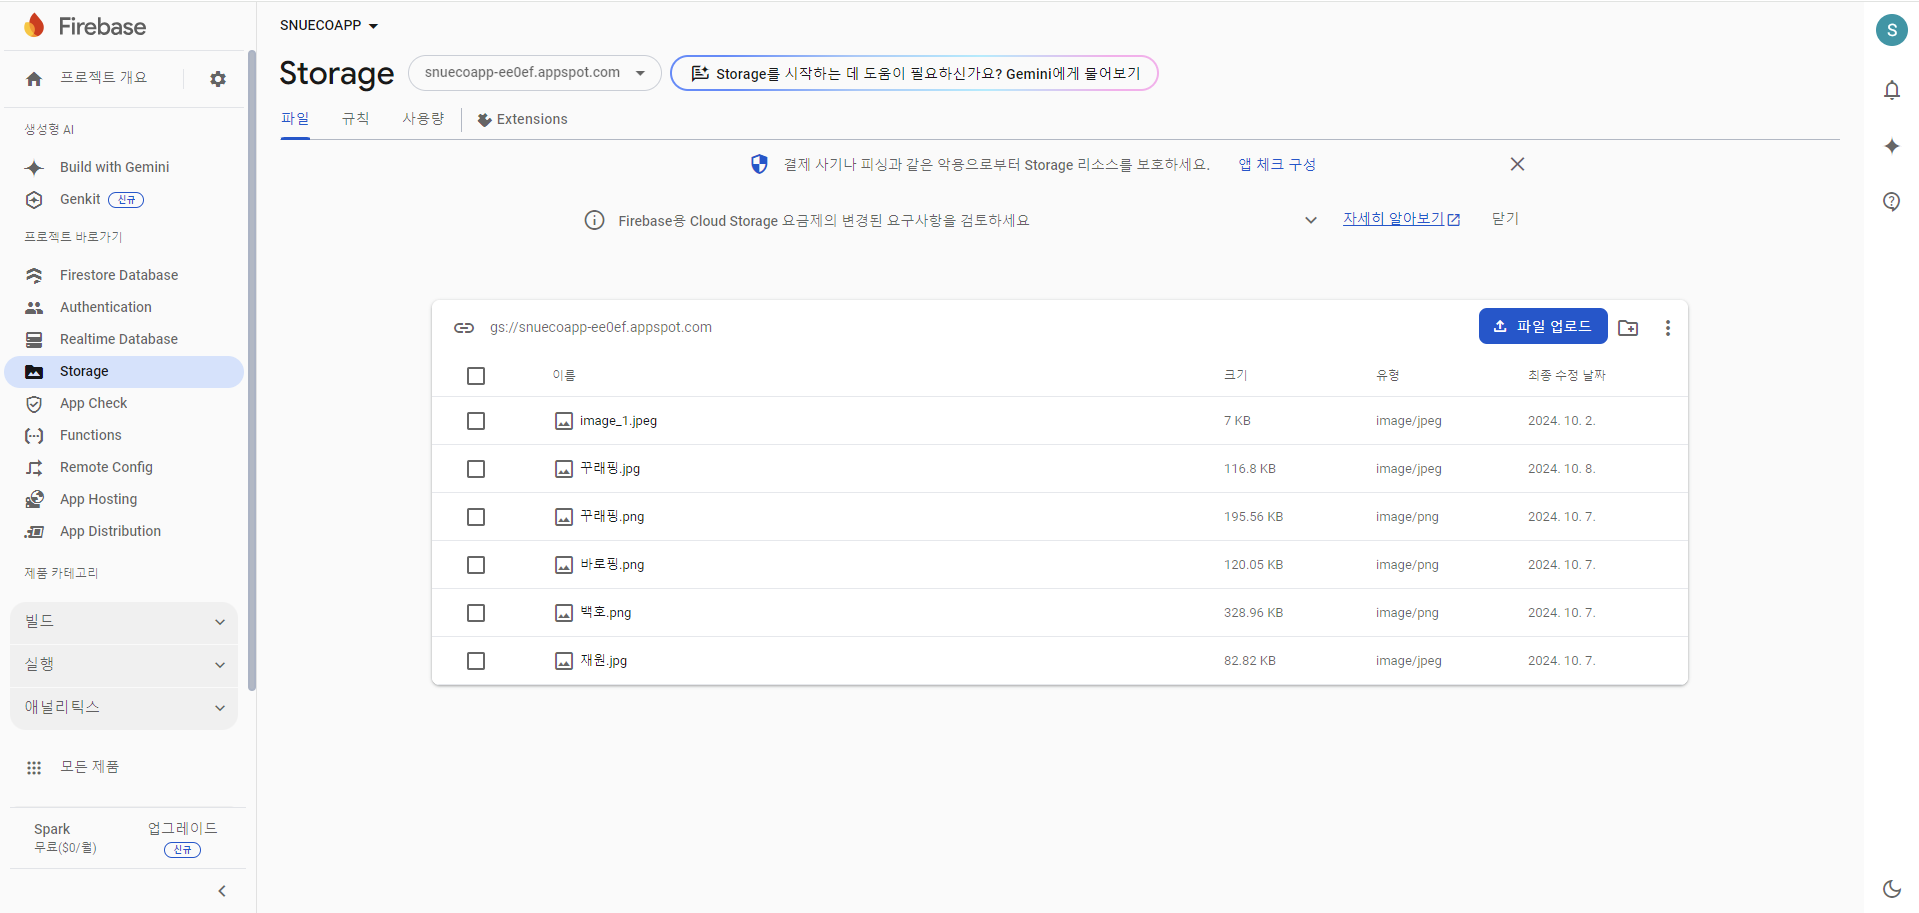 Firebase
프로젝트 개요
생성형 AI
Build with Gemini
Genkit 신규
프로젝트 바로가기
Firestore Database
Authentication
Realtime Database
Storage
App Check
Functions
Remote Config
App Hosting
App Distribution
제품 카테고리
빌드
실행
애널리틱스
모든 제품
Spark 업그레이드
무료($0/월) 신규
SNUECOAPP
Storage snuecoapp-ee0ef.appspot.com Storage를 시작하는 데 도움이 필요하신가요? Gemini에게 물어보기
파일 규칙 사용량 Extensions
결제 사기나 피싱과 같은 악용으로부터 Storage 리소스를 보호하세요. 앱 체크 구성
Firebase용 Cloud Storage 요금제의 변경된 요구사항을 검토하세요 자세히 알아보기 닫기
gs://snuecoapp-ee0ef.appspot.com 파일 업로드
이름 크기 유형 최종 수정 날짜
image_1.jpeg 7 KB image/jpeg 2024. 10. 2.
꾸래핑.jpg 116.8 KB image/jpeg 2024. 10. 8.
꾸래핑.png 195.56 KB image/png 2024. 10. 7.
바로핑.png 120.05 KB image/png 2024. 10. 7.
백호.png 328.96 KB image/png 2024. 10. 7.
재원.jpg 82.82 KB image/jpeg 2024. 10. 7.
S